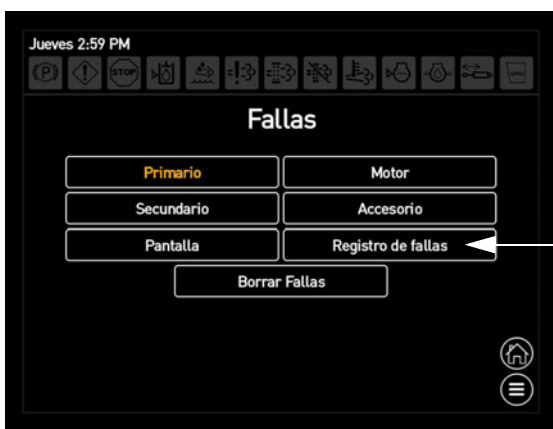 Jueves 2:59 PM
P
STOP
Fallas
Primario
Motor
Secundario
Accesorio
Pantalla
Registro de fallas
Borrar Fallas